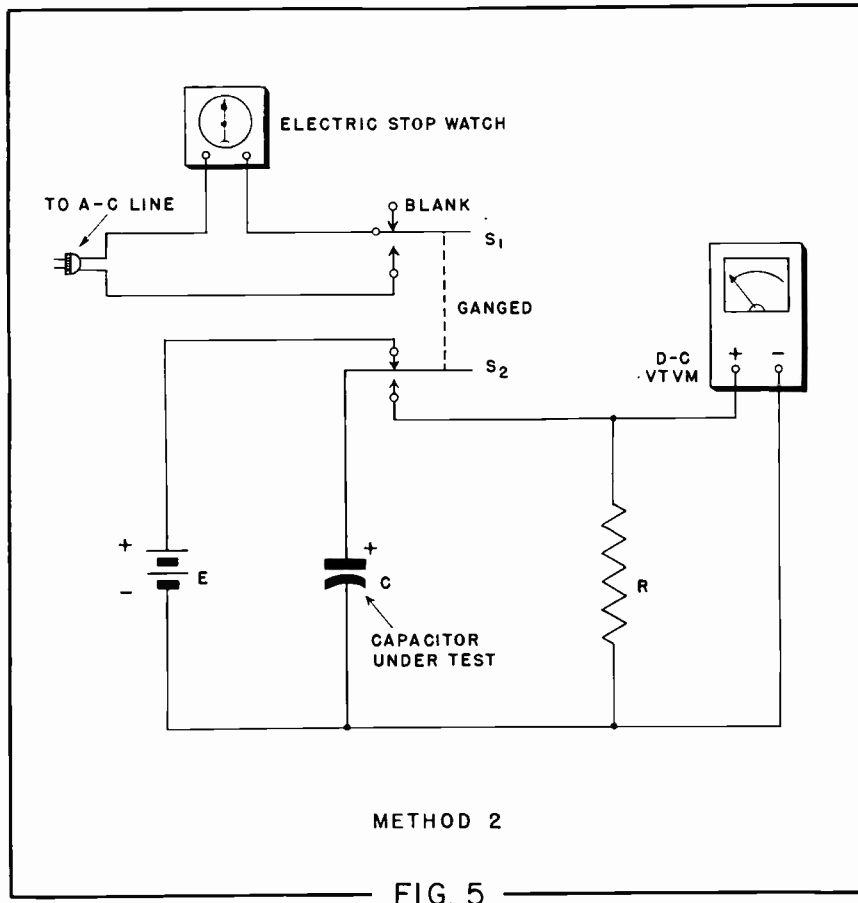 ELECTRIC STOP WATCH
TO A-C LINE
BLANK
S1
GANGED
S2
D-C
VTVM
+ −
+
−
E
+
C
R
CAPACITOR
UNDER TEST
METHOD 2
FIG. 5